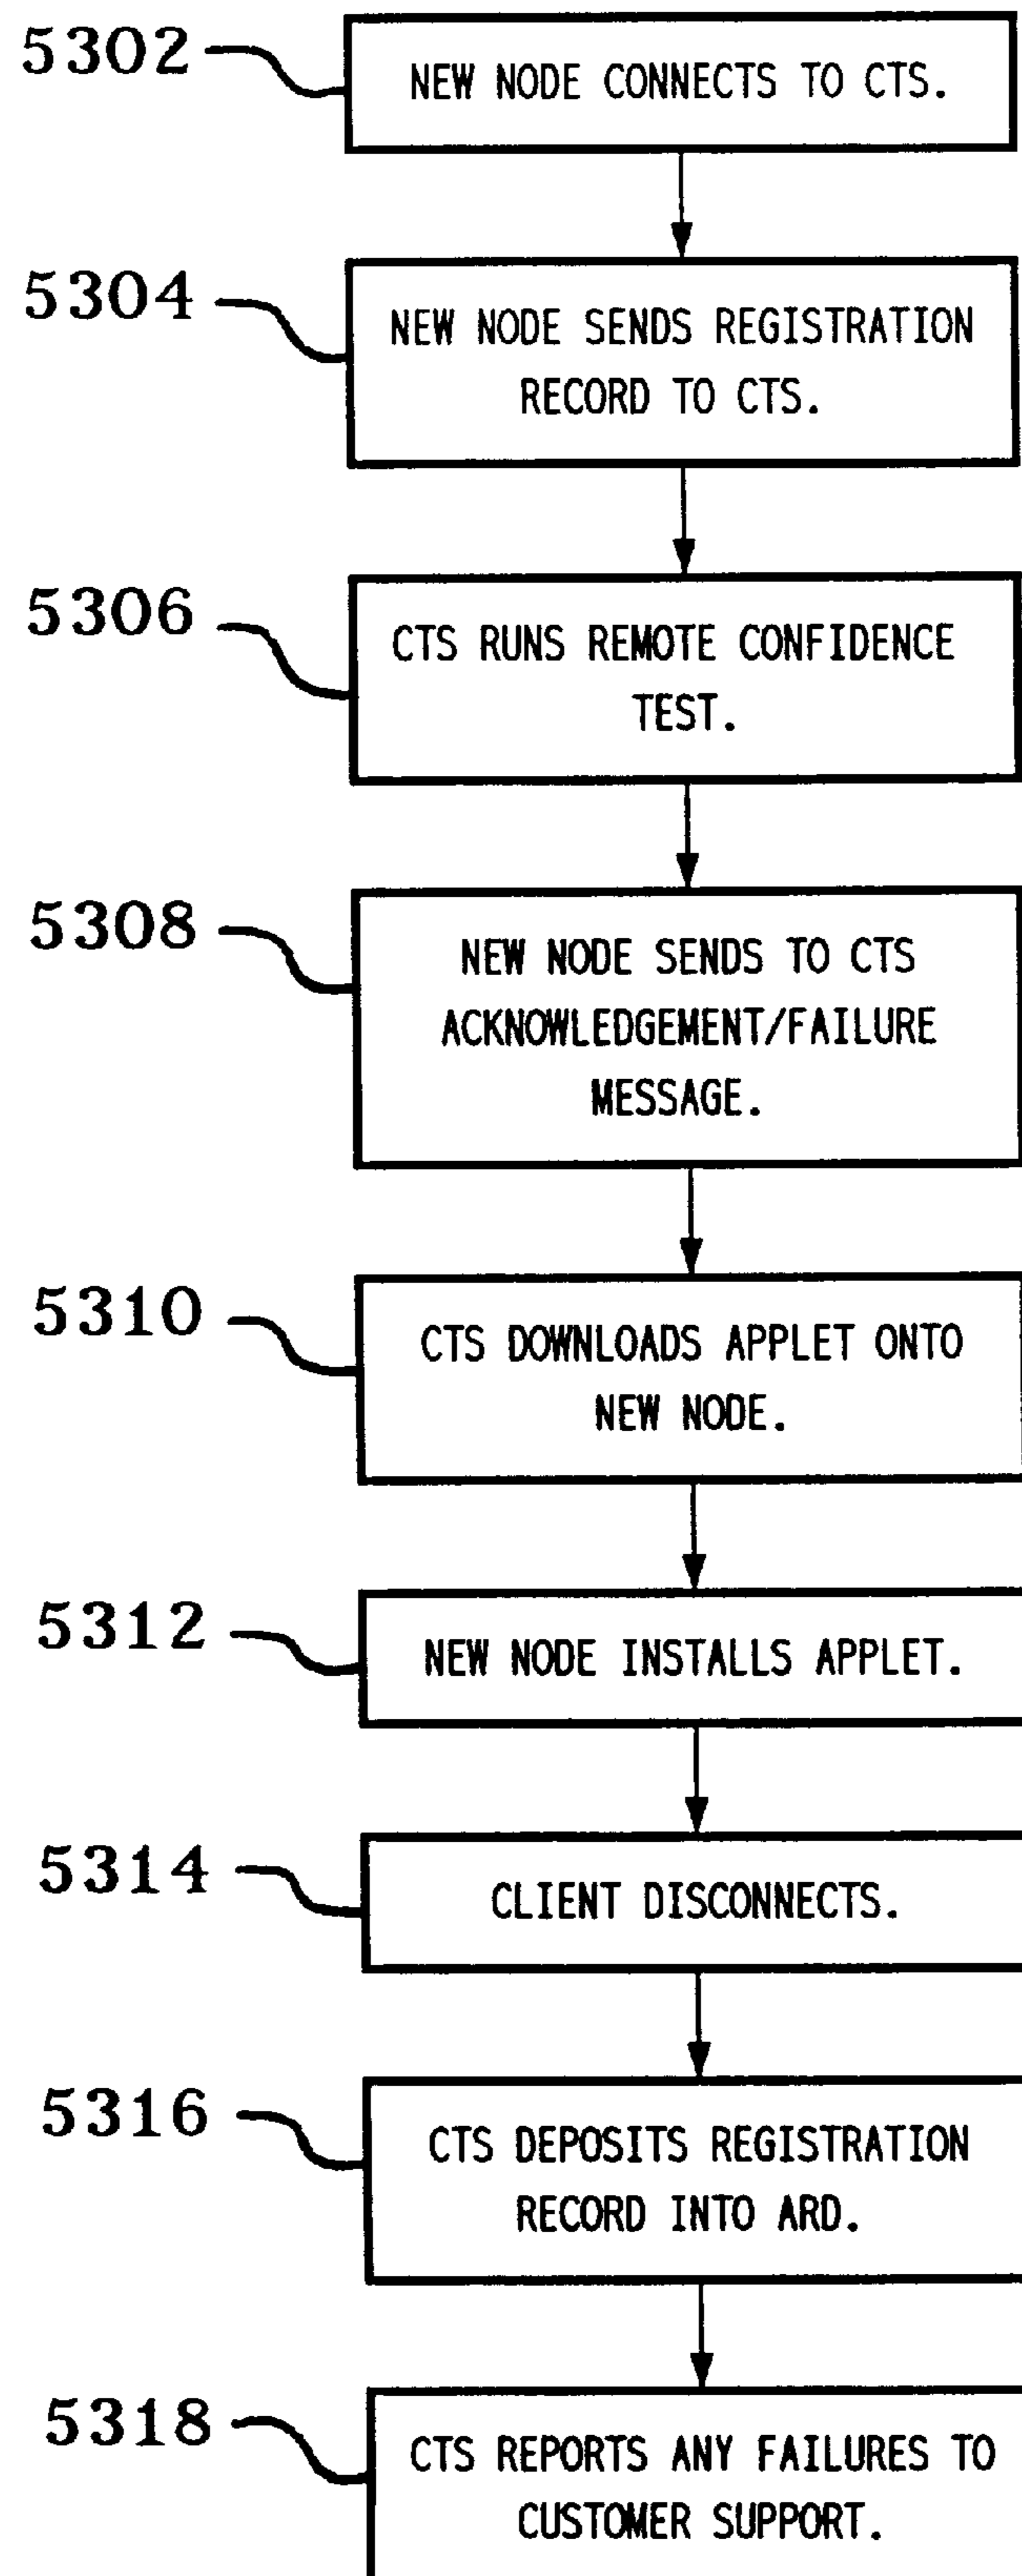 5302
NEW NODE CONNECTS TO CTS.
5304
NEW NODE SENDS REGISTRATION
RECORD TO CTS.
5306
CTS RUNS REMOTE CONFIDENCE
TEST.
5308
NEW NODE SENDS TO CTS
ACKNOWLEDGEMENT/FAILURE
MESSAGE.
5310
CTS DOWNLOADS APPLET ONTO
NEW NODE.
5312
NEW NODE INSTALLS APPLET.
5314
CLIENT DISCONNECTS.
5316
CTS DEPOSITS REGISTRATION
RECORD INTO ARD.
5318
CTS REPORTS ANY FAILURES TO
CUSTOMER SUPPORT.